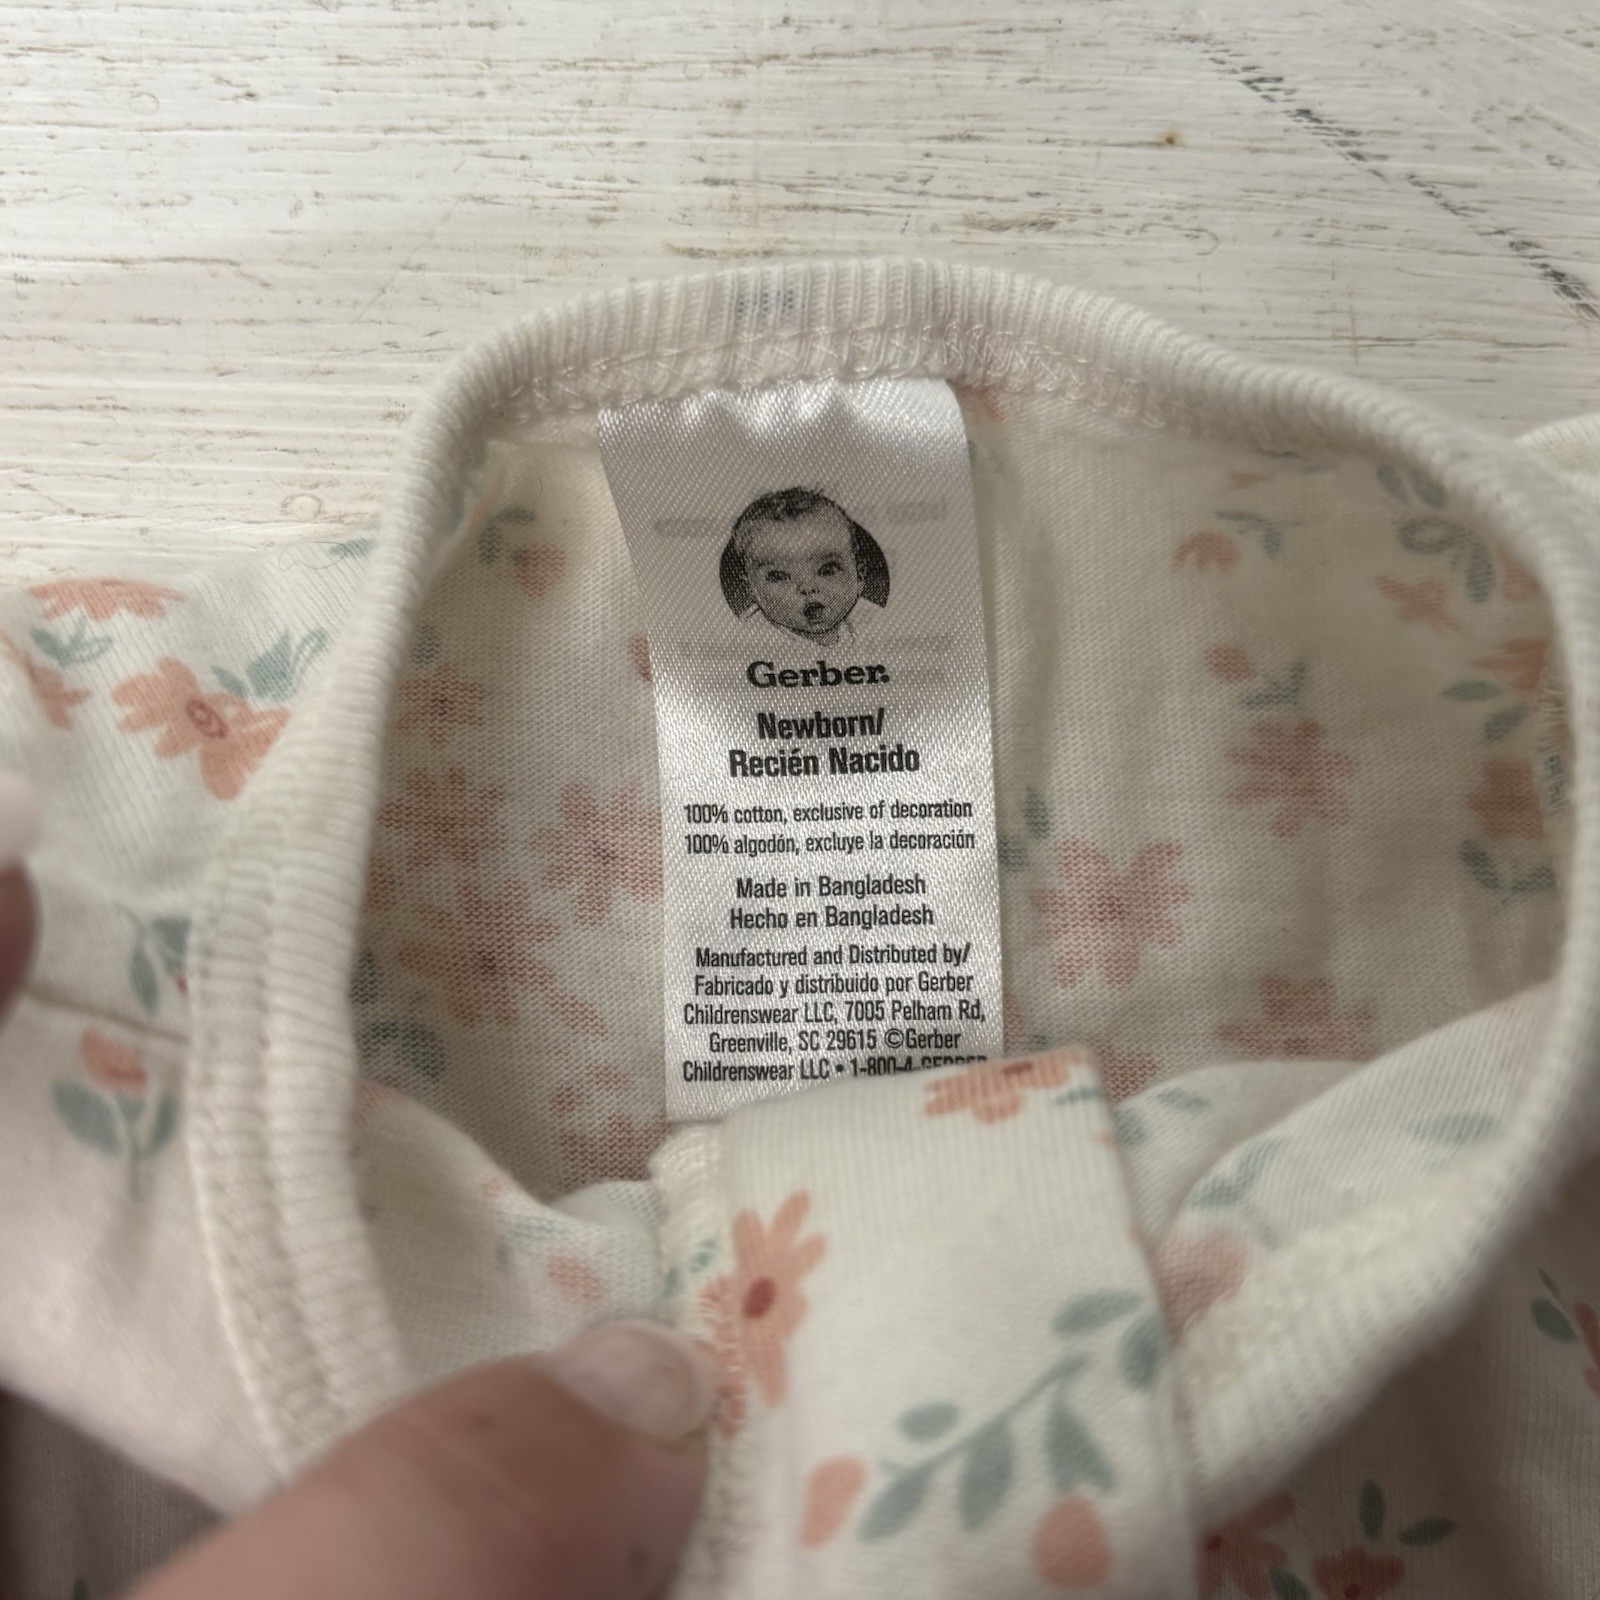 Gerber.
Newborn/
Recién Nacido
100% cotton, exclusive of decoration
100% algodón, excluye la decoración
Made in Bangladesh
Hecho en Bangladesh
Manufactured and Distributed by/
Fabricado y distribuido por Gerber
Childrenswear LLC, 7005 Pelham Rd,
Greenville, SC 29615 ©Gerber
Childrenswear LLC • 1-800-4-GERBER